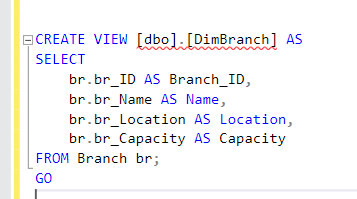 CREATE VIEW [dbo].[DimBranch] AS
SELECT
    br.br_ID AS Branch_ID,
    br.br_Name AS Name,
    br.br_Location AS Location,
    br.br_Capacity AS Capacity
FROM Branch br;
GO